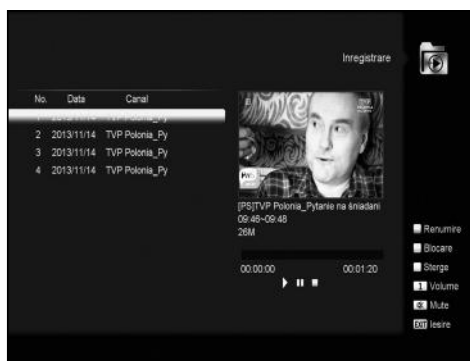 Inregistrare
No. Data Canal
2 2013/11/14 TVP Polonia_Py
3 2013/11/14 TVP Polonia_Py
4 2013/11/14 TVP Polonia_Py
[PS]TVP Polonia_Pytanie na śniadani
09:46~09:48
26M
00:00:00 00:01:20
Renumire
Blocare
Sterge
1 Volume
Mute
EXIT Iesire